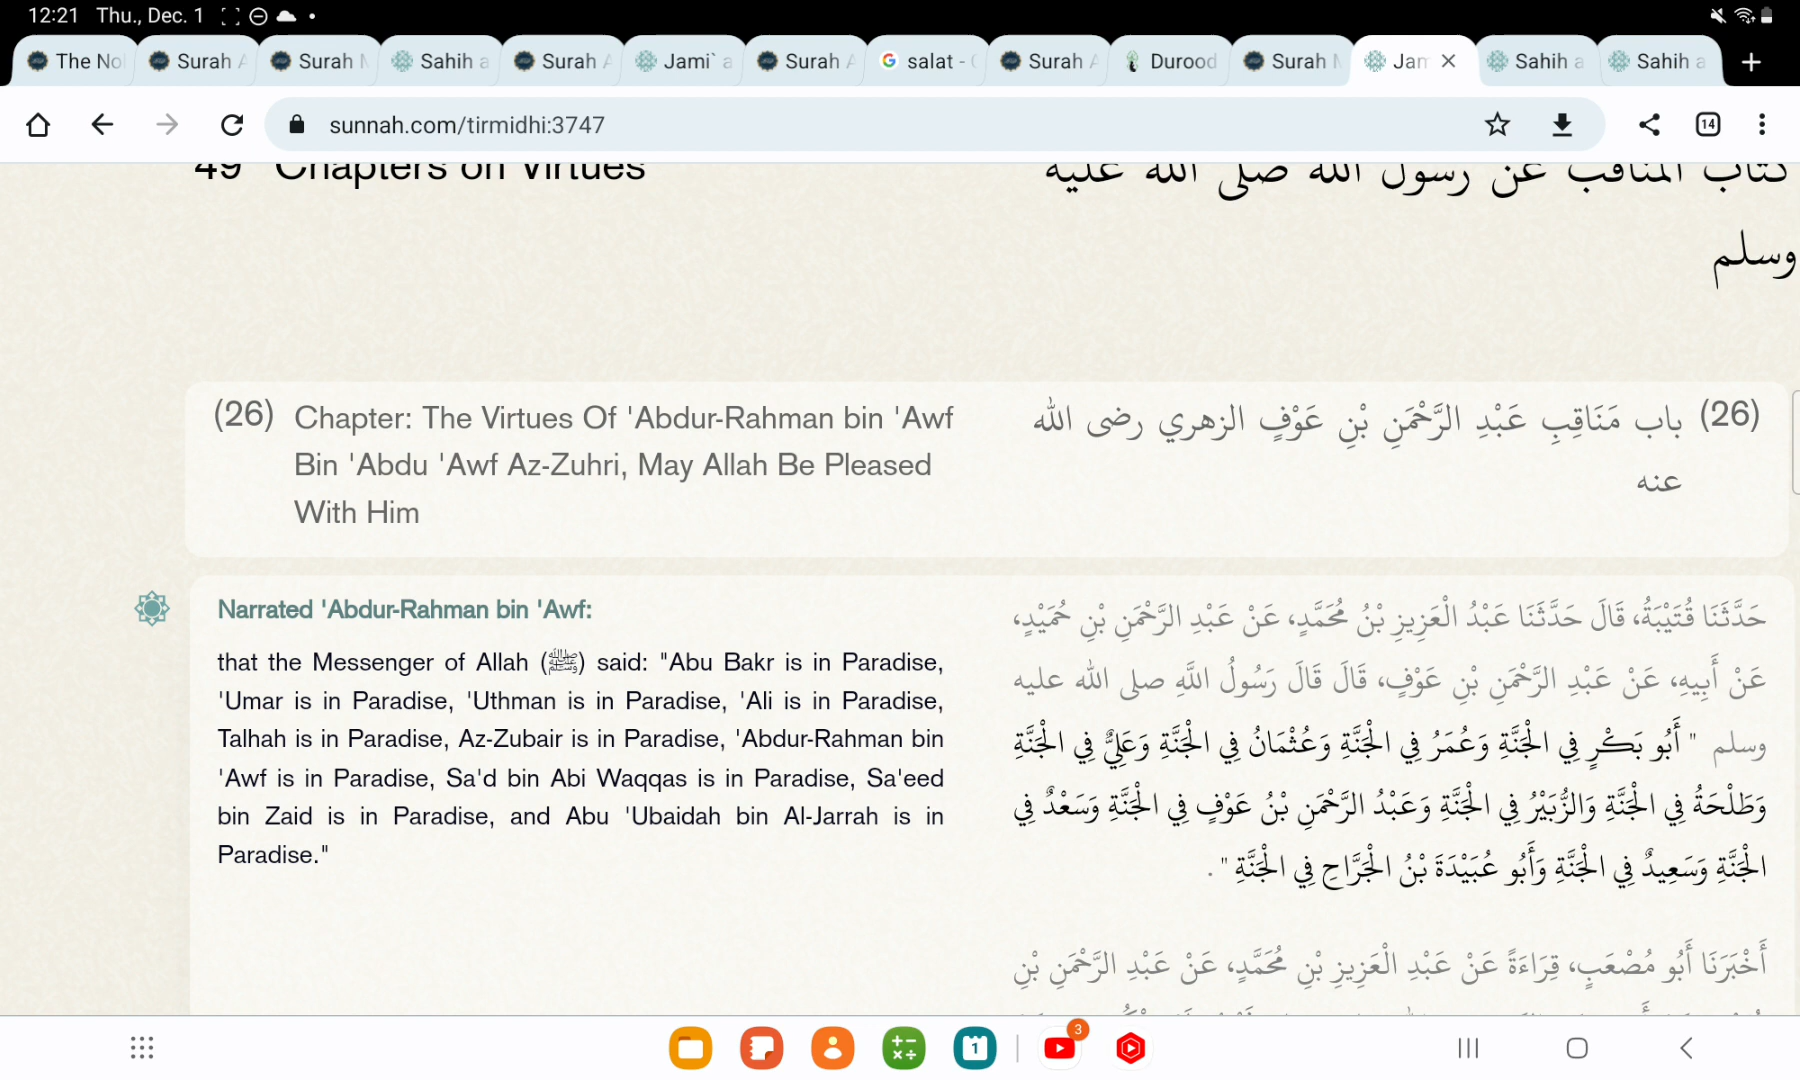 12:21 Thu., Dec. 1
The No
Surah A
Surah M
Sahih a
Surah A
Jami` a
Surah A
salat - G
Surah A
Durood
Surah M
Jam
Sahih a
Sahih a
sunnah.com/tirmidhi:3747
14
49 Chapters on Virtues
كتاب المناقب عن رسول الله صلى الله عليه
وسلم
(26) Chapter: The Virtues Of 'Abdur-Rahman bin 'Awf
Bin 'Abdu 'Awf Az-Zuhri, May Allah Be Pleased
With Him
(26) باب مَنَاقِبِ عَبْدِ الرَّحْمَنِ بْنِ عَوْفٍ الزهري رضى الله
عنه
Narrated 'Abdur-Rahman bin 'Awf:
that the Messenger of Allah (ﷺ) said: "Abu Bakr is in Paradise,
'Umar is in Paradise, 'Uthman is in Paradise, 'Ali is in Paradise,
Talhah is in Paradise, Az-Zubair is in Paradise, 'Abdur-Rahman bin
'Awf is in Paradise, Sa'd bin Abi Waqqas is in Paradise, Sa'eed
bin Zaid is in Paradise, and Abu 'Ubaidah bin Al-Jarrah is in
Paradise."
حَدَّثَنَا قُتَيْبَةُ، قَالَ حَدَّثَنَا عَبْدُ الْعَزِيزِ بْنُ مُحَمَّدٍ، عَنْ عَبْدِ الرَّحْمَنِ بْنِ حُمَيْدٍ،
عَنْ أَبِيهِ، عَنْ عَبْدِ الرَّحْمَنِ بْنِ عَوْفٍ، قَالَ قَالَ رَسُولُ اللَّهِ صلى الله عليه
وسلم " أَبُو بَكْرٍ فِي الْجَنَّةِ وَعُمَرُ فِي الْجَنَّةِ وَعُثْمَانُ فِي الْجَنَّةِ وَعَلِيٌّ فِي الْجَنَّةِ
وَطَلْحَةُ فِي الْجَنَّةِ وَالزُّبَيْرُ فِي الْجَنَّةِ وَعَبْدُ الرَّحْمَنِ بْنُ عَوْفٍ فِي الْجَنَّةِ وَسَعْدٌ فِي
الْجَنَّةِ وَسَعِيدٌ فِي الْجَنَّةِ وَأَبُو عُبَيْدَةَ بْنُ الْجَرَّاحِ فِي الْجَنَّةِ " .
أَخْبَرَنَا أَبُو مُصْعَبٍ، قِرَاءَةً عَنْ عَبْدِ الْعَزِيزِ بْنِ مُحَمَّدٍ، عَنْ عَبْدِ الرَّحْمَنِ بْنِ
1
3